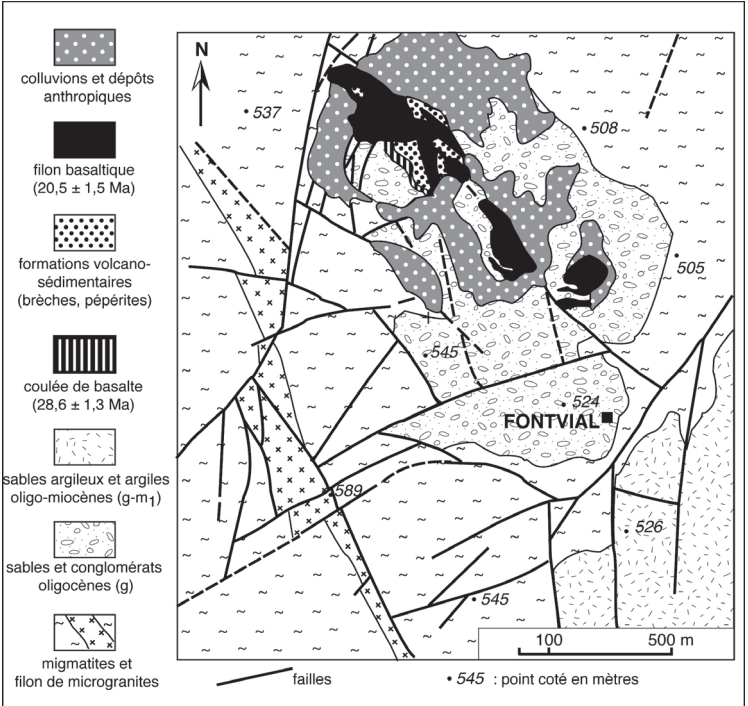 colluvions et dépôts
anthropiques
filon basaltique
(20,5 ± 1,5 Ma)
formations volcano-
sédimentaires
(brèches, pépérites)
coulée de basalte
(28,6 ± 1,3 Ma)
sables argileux et argiles
oligo-miocènes (g-m1)
sables et conglomérats
oligocènes (g)
migmatites et
filon de microgranites
N
537
508
505
545
524
FONTVIAL
589
526
545
100 500 m
failles
545 : point coté en mètres